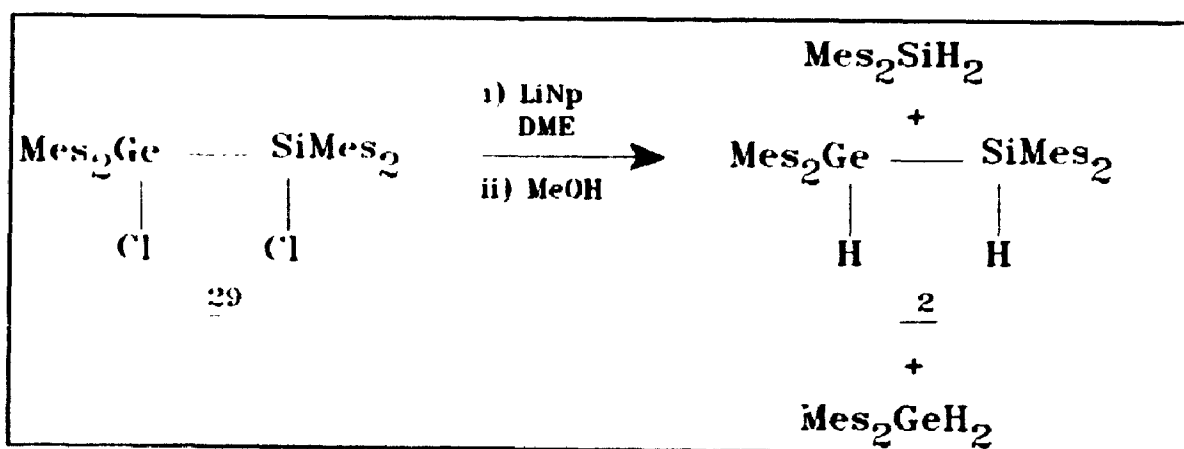 Mes₂SiH₂
+
i) LiNp
DME
ii) MeOH
Mes₂Ge SiMes₂
Cl Cl
29
Mes₂Ge SiMes₂
H H
2
+
Mes₂GeH₂